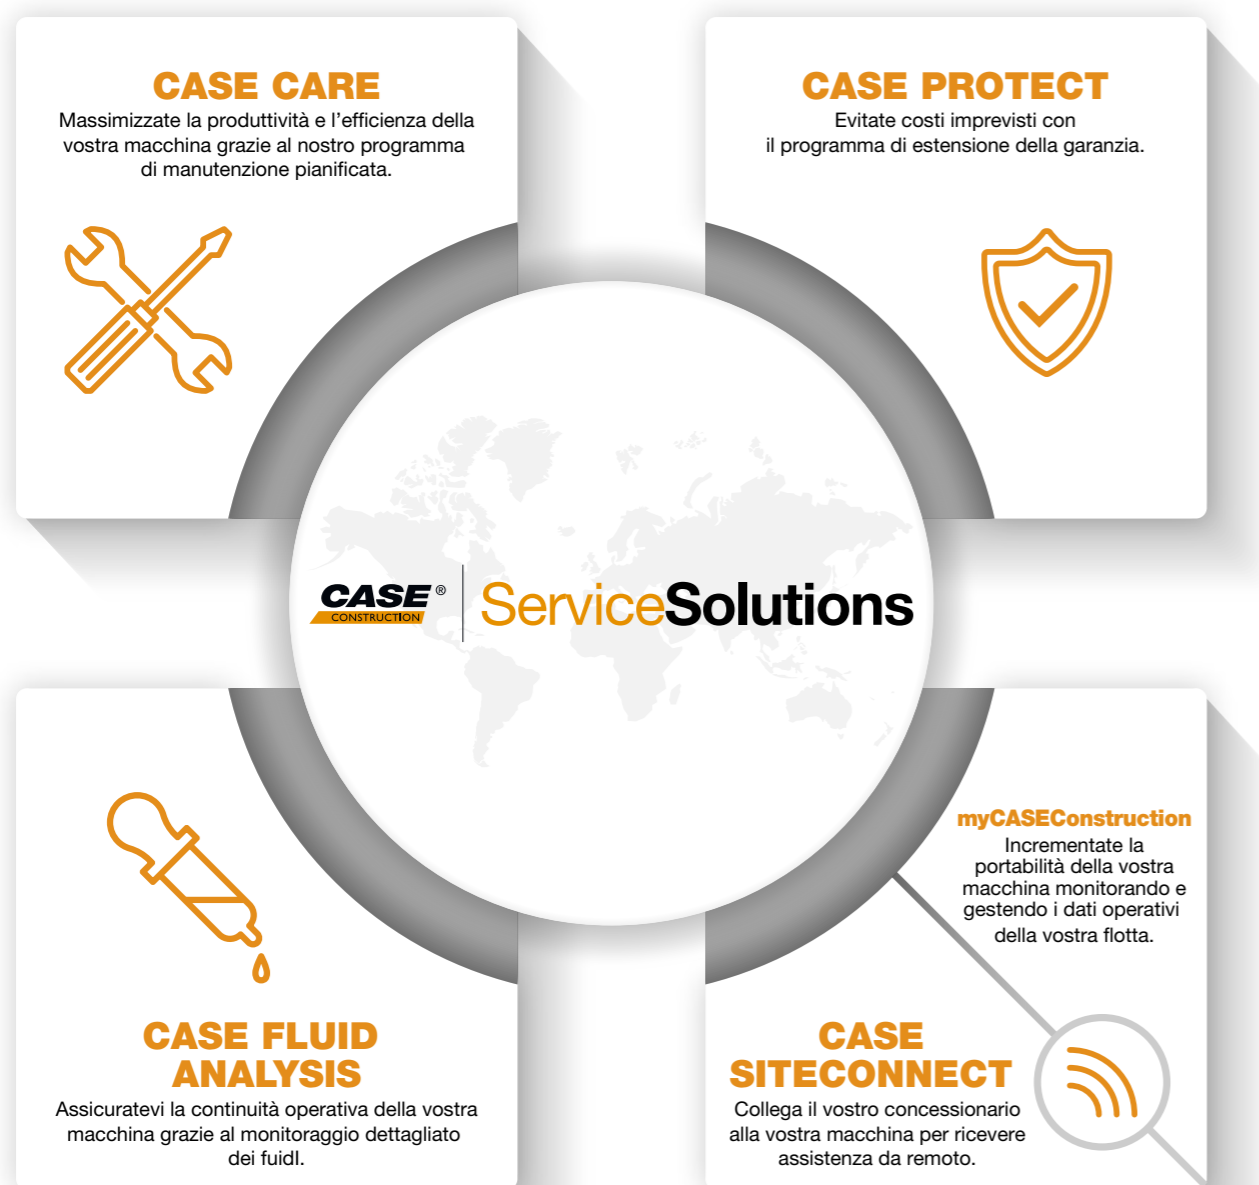 CASE CARE
Massimizzate la produttività e l’efficienza della
vostra macchina grazie al nostro programma
di manutenzione pianificata.
CASE PROTECT
Evitate costi imprevisti con
il programma di estensione della garanzia.
CASE®
CONSTRUCTION
ServiceSolutions
CASE FLUID
ANALYSIS
Assicuratevi la continuità operativa della vostra
macchina grazie al monitoraggio dettagliato
dei fuidI.
myCASEConstruction
Incrementate la
portabilità della vostra
macchina monitorando e
gestendo i dati operativi
della vostra flotta.
CASE
SITECONNECT
Collega il vostro concessionario
alla vostra macchina per ricevere
assistenza da remoto.